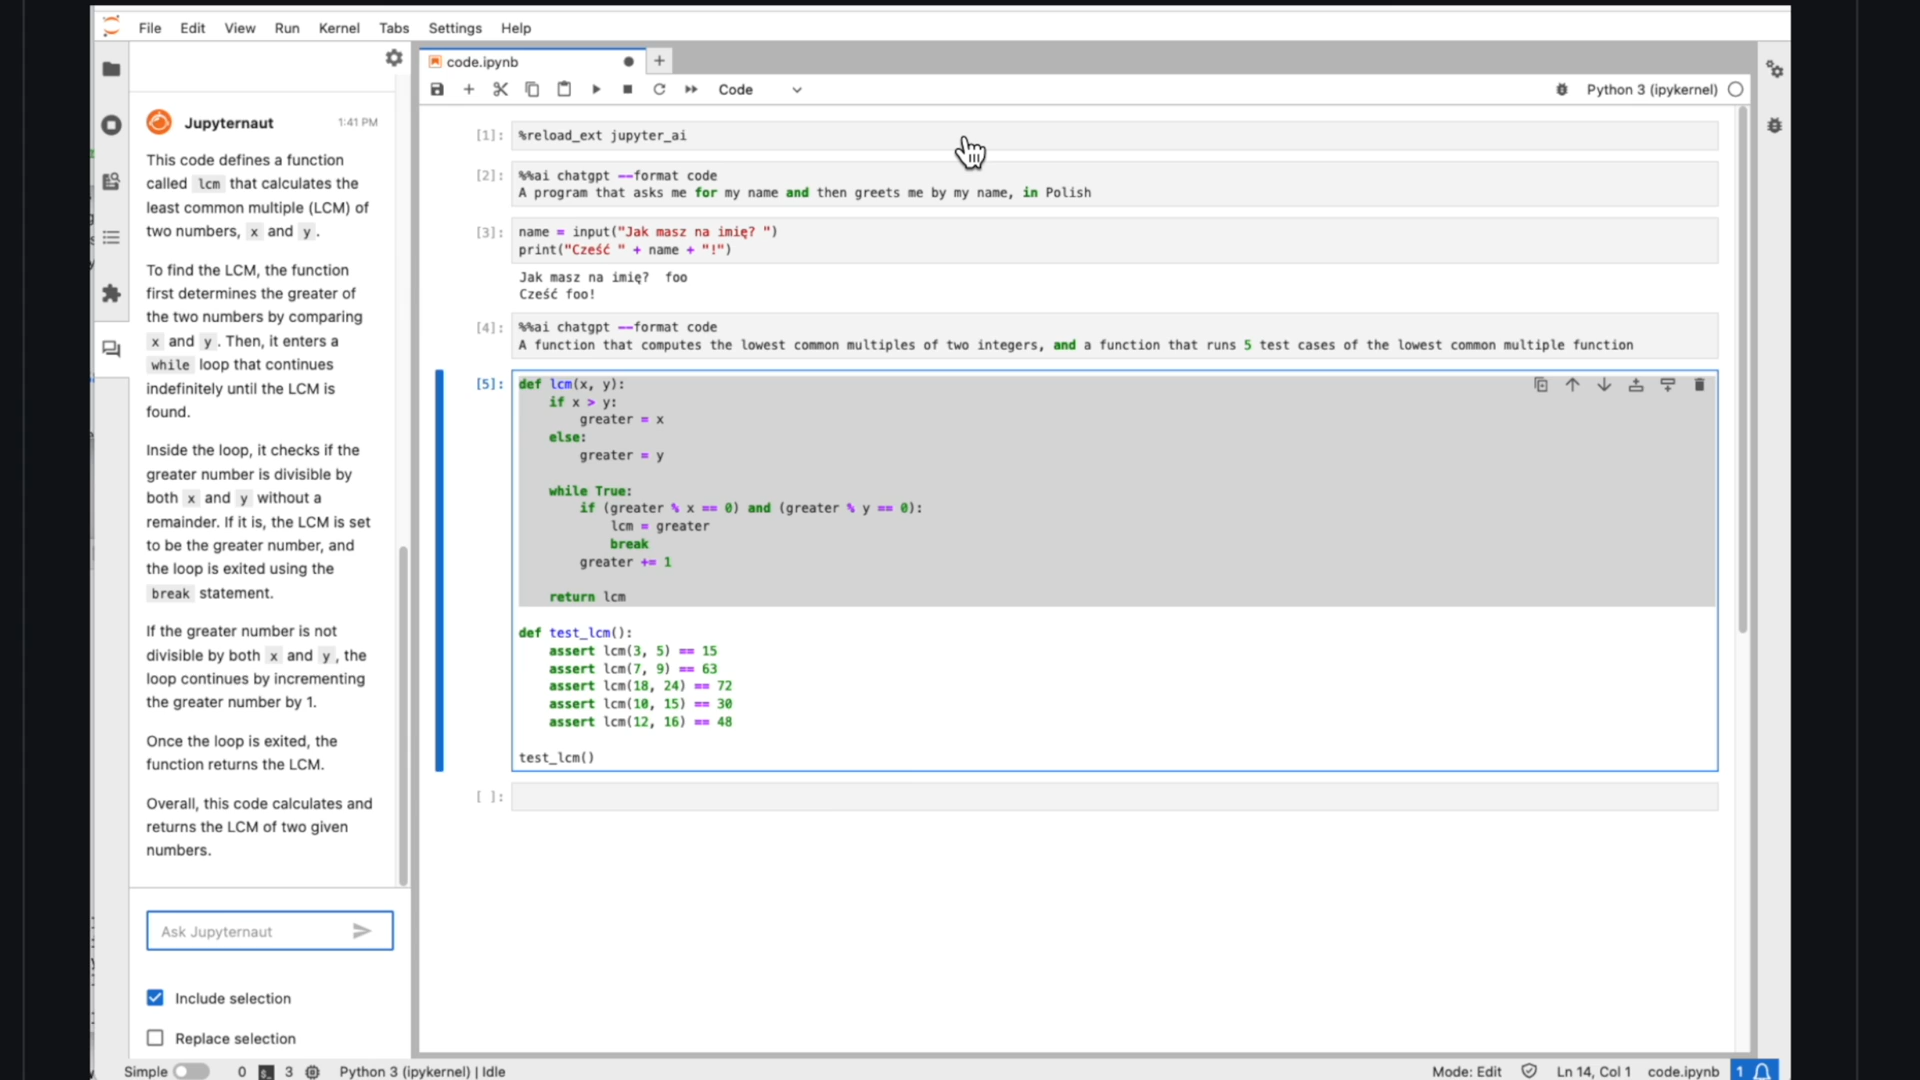 File Edit View Run Kernel Tabs Settings Help
Jupyternaut 1:41 PM
This code defines a function
called lcm that calculates the
least common multiple (LCM) of
two numbers, x and y .
To find the LCM, the function
first determines the greater of
the two numbers by comparing
x and y . Then, it enters a
while loop that continues
indefinitely until the LCM is
found.
Inside the loop, it checks if the
greater number is divisible by
both x and y without a
remainder. If it is, the LCM is set
to be the greater number, and
the loop is exited using the
break statement.
If the greater number is not
divisible by both x and y , the
loop continues by incrementing
the greater number by 1.
Once the loop is exited, the
function returns the LCM.
Overall, this code calculates and
returns the LCM of two given
numbers.
Ask Jupyternaut
Include selection
Replace selection
code.ipynb
Code
Python 3 (ipykernel)
[1]: %reload_ext jupyter_ai
[2]: %%ai chatgpt --format code
A program that asks me for my name and then greets me by my name, in Polish
[3]: name = input("Jak masz na imię? ")
print("Cześć " + name + "!")
Jak masz na imię? foo
Cześć foo!
[4]: %%ai chatgpt --format code
A function that computes the lowest common multiples of two integers, and a function that runs 5 test cases of the lowest common multiple function
[5]: def lcm(x, y):
if x > y:
greater = x
else:
greater = y
while True:
if (greater % x == 0) and (greater % y == 0):
lcm = greater
break
greater += 1
return lcm
def test_lcm():
assert lcm(3, 5) == 15
assert lcm(7, 9) == 63
assert lcm(18, 24) == 72
assert lcm(10, 15) == 30
assert lcm(12, 16) == 48
test_lcm()
[ ]:
Simple 0 3 Python 3 (ipykernel) | Idle
Mode: Edit Ln 14, Col 1 code.ipynb 1